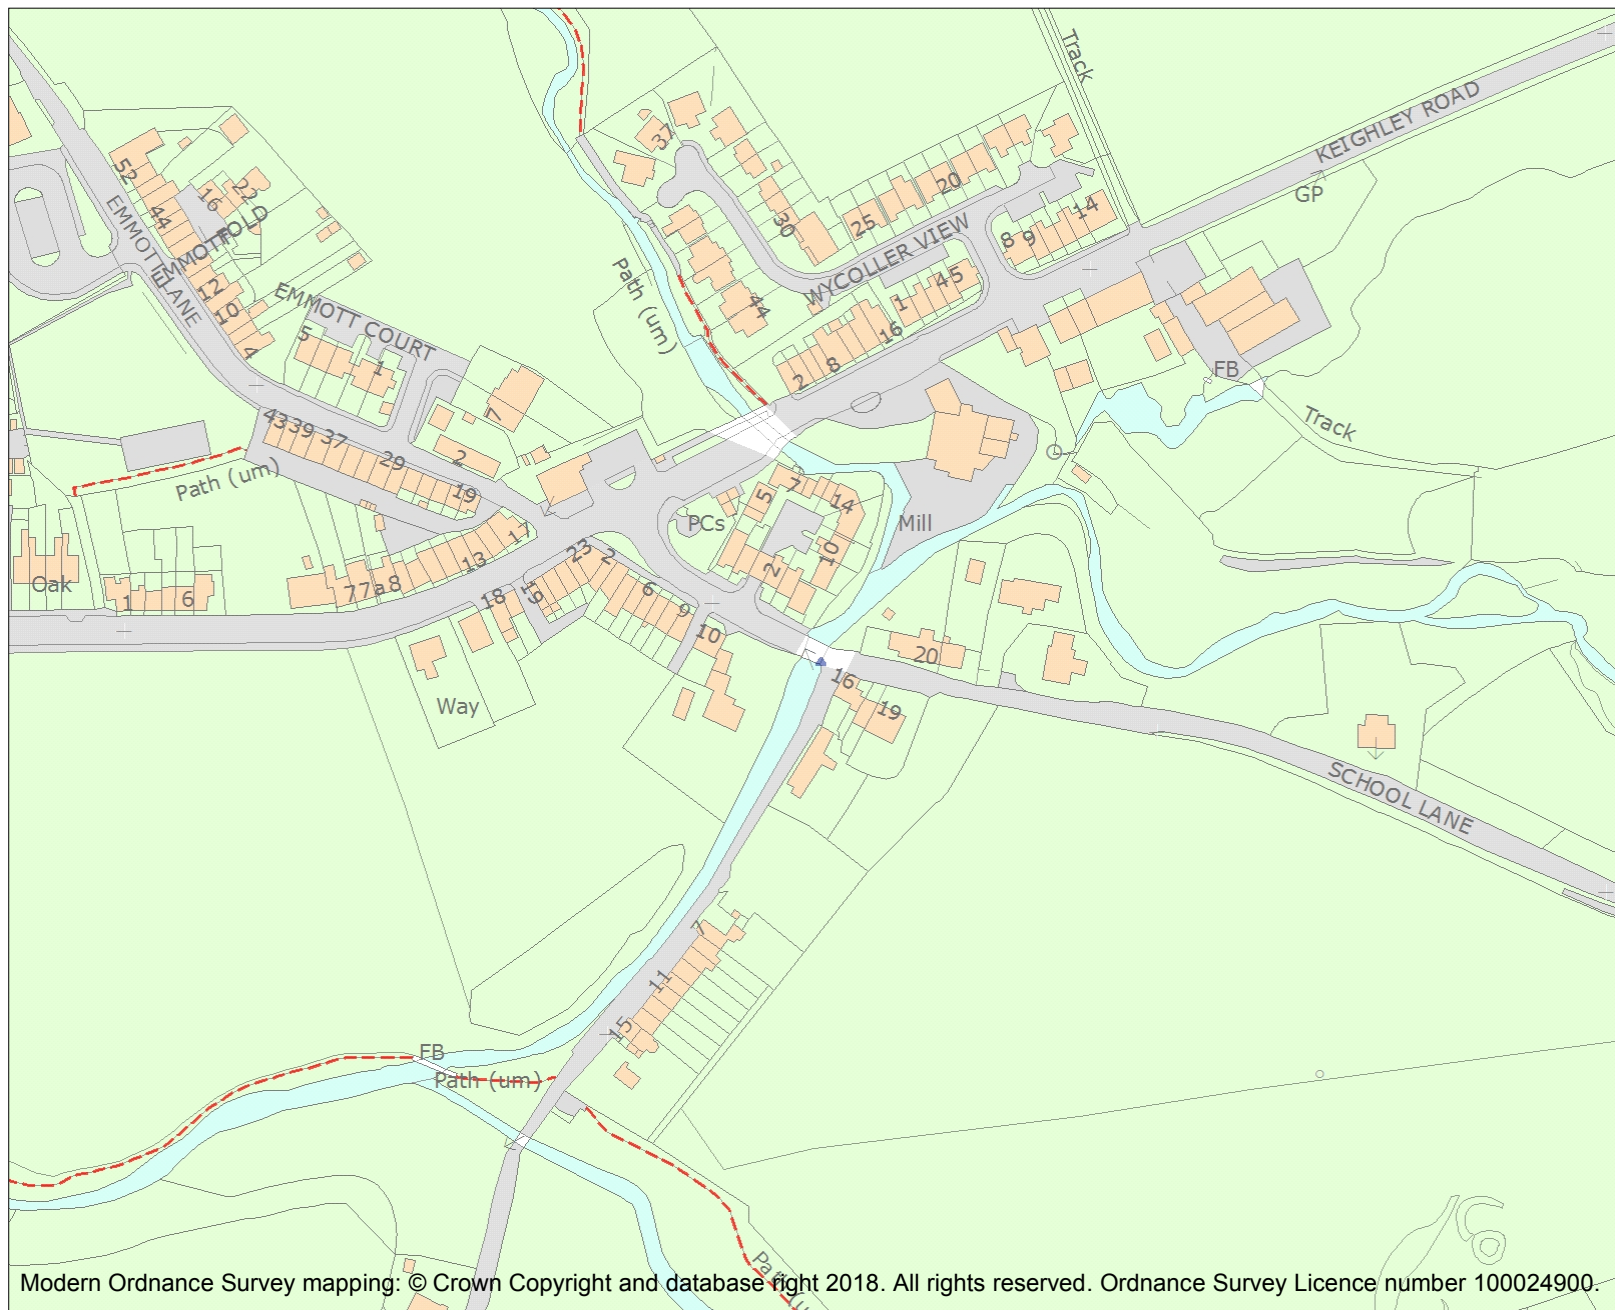 Track
KEIGHLEY ROAD
37
52
20
GP
16
22
14
44
EMMOTT FOLD
30
25
8
9
EMMOTT LANE
WYCOLLER VIEW
12
10
EMMOTT COURT
Path (um)
44
1
45
5
16
4
1
2
8
FB
7
Track
43
39
37
29
2
Path (um)
19
5
7
14
17
PCs
Mill
23
2
13
10
Oak
1
6
7
7a
8
18
19
6
9
2
10
20
16
19
Way
SCHOOL LANE
7
11
15
FB
Path (um)
Modern Ordnance Survey mapping: © Crown Copyright and database right 2018. All rights reserved. Ordnance Survey Licence number 100024900.